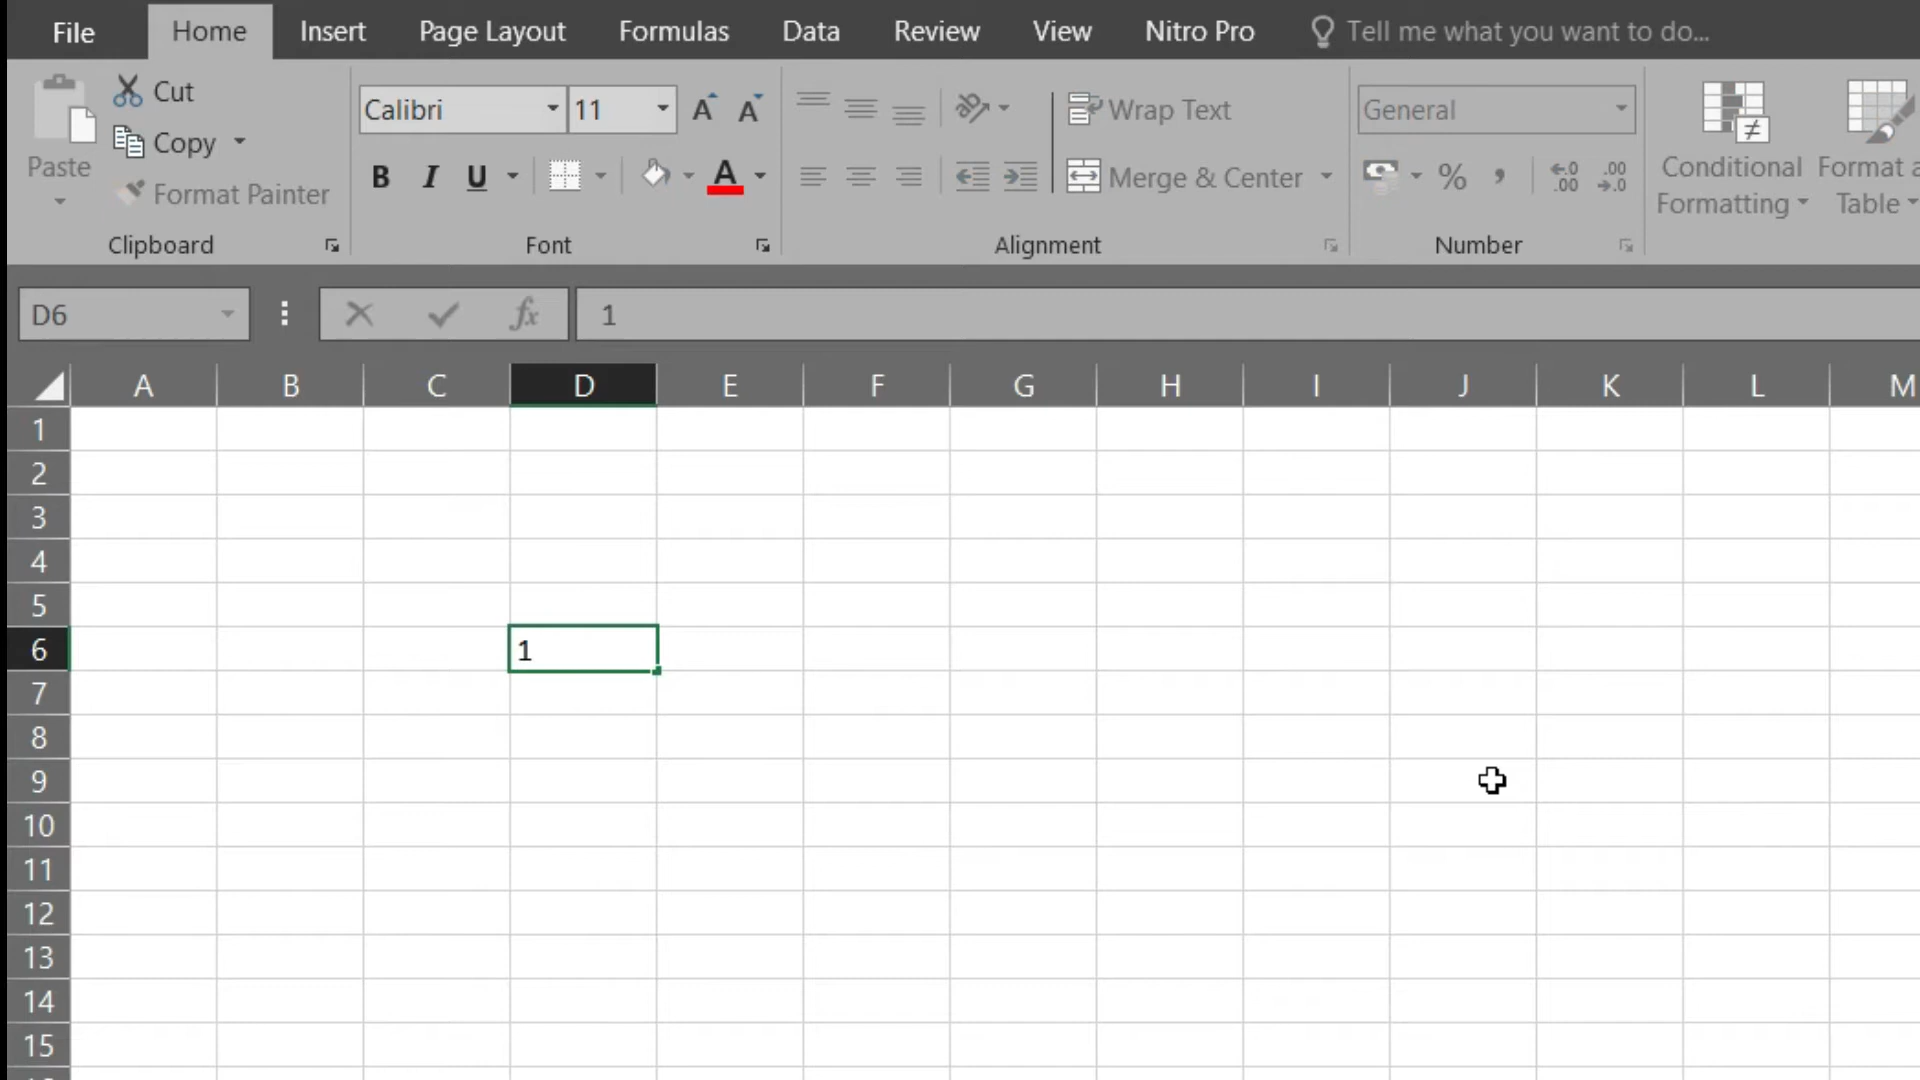 File Home Insert Page Layout Formulas Data Review View Nitro Pro Tell me what you want to do...
Paste
Cut
Copy
Format Painter
Clipboard
Calibri 11
B I U A
Font
Wrap Text
Merge & Center
Alignment
General
% ,
Number
Conditional
Formatting
Format a
Table
D6 fx 1
A B C D E F G H I J K L M
1
2
3
4
5
6 1
7
8
9
10
11
12
13
14
15